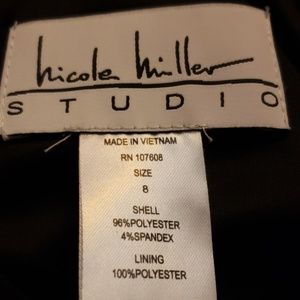 nicole miller
STUDIO
MADE IN VIETNAM
RN 107608
SIZE
8
SHELL
96%POLYESTER
4%SPANDEX
LINING
100%POLYESTER